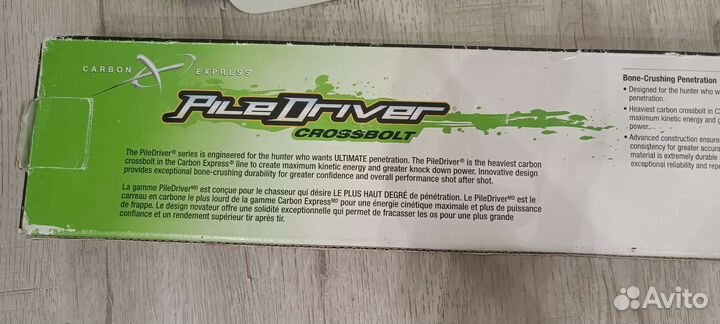 CARBON EXPRESS
PILEDRIVER
CROSSBOLT
The PileDriver® series is engineered for the hunter who wants ULTIMATE penetration. The PileDriver® is the heaviest carbon
crossbolt in the Carbon Express® line to create maximum kinetic energy and greater knock down power. Innovative design
provides exceptional bone-crushing durability for greater confidence and overall performance shot after shot.
La gamme PileDriverMD est conçue pour le chasseur qui désire LE PLUS HAUT DEGRÉ de pénétration. Le PileDriverMD est le
carreau en carbone le plus lourd de la gamme Carbon ExpressMD pour une énergie cinétique maximale et plus de puissance
de frappe. Le design novateur offre une solidité exceptionnelle qui permet de fracasser les os pour une plus grande
confiance et un rendement supérieur tir après tir.
Bone-Crushing Penetration
• Designed for the hunter who w
penetration.
• Heaviest carbon crossbolt in C
maximum kinetic energy and g
power.
• Advanced construction ensure
consistency for greater accura
material is extremely durable
exceptional reliability and repe
Avito